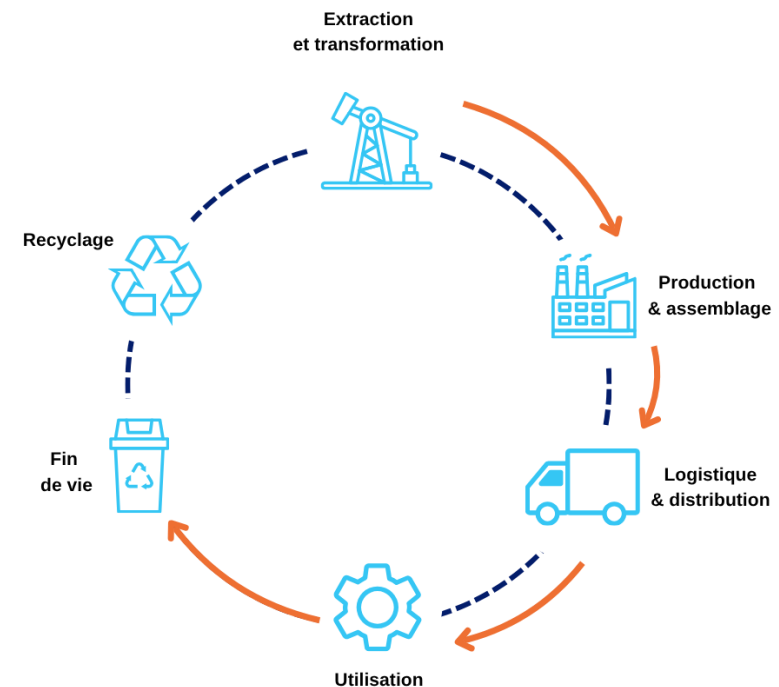 Extraction
et transformation
Recyclage
Production
& assemblage
Fin
de vie
Logistique
& distribution
Utilisation